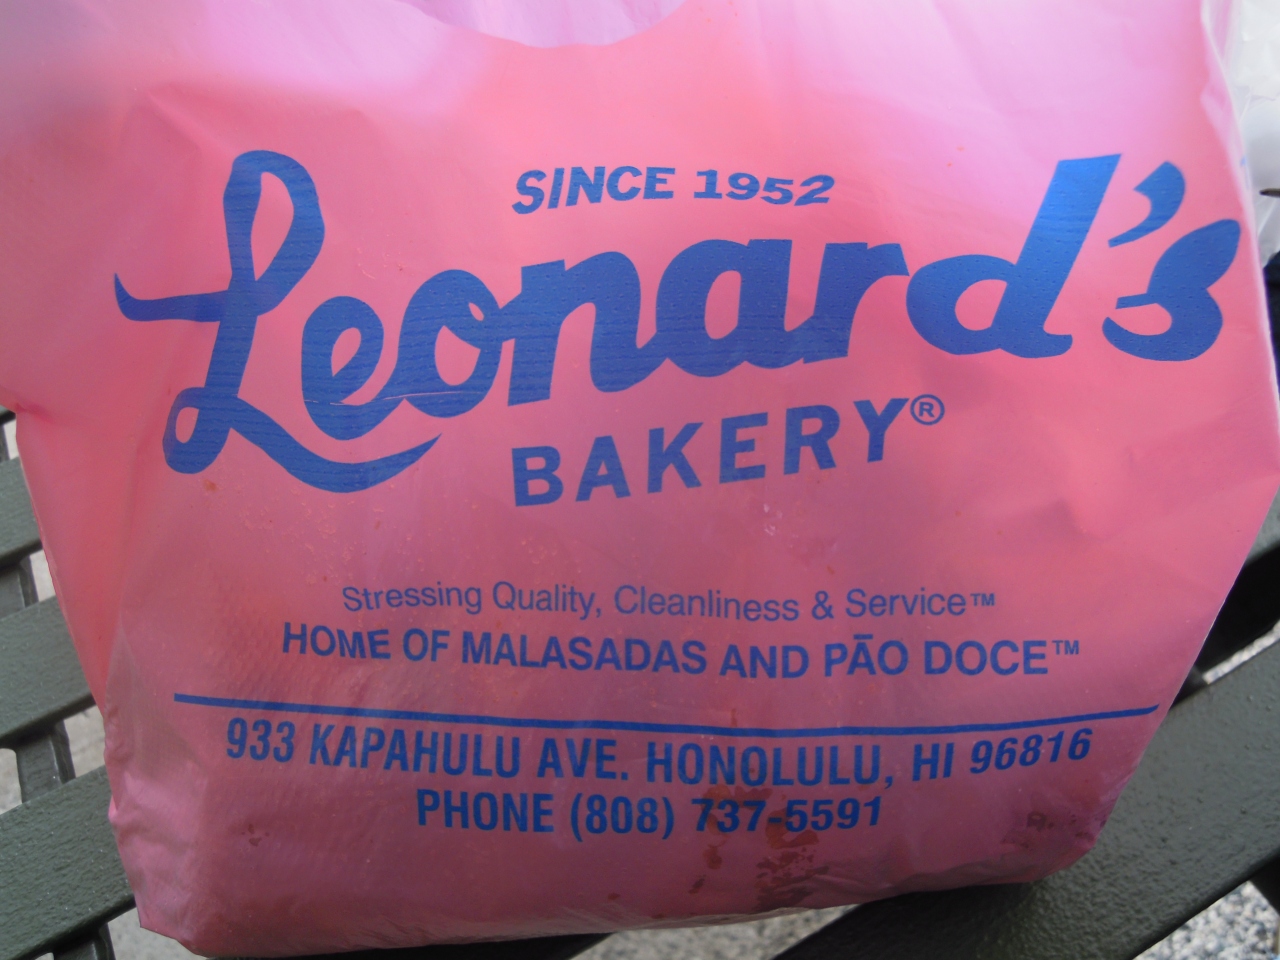 SINCE 1952
Leonard's
BAKERY®
Stressing Quality, Cleanliness & Service™
HOME OF MALASADAS AND PĀO DOCE™
933 KAPAHULU AVE. HONOLULU, HI 96816
PHONE (808) 737-5591